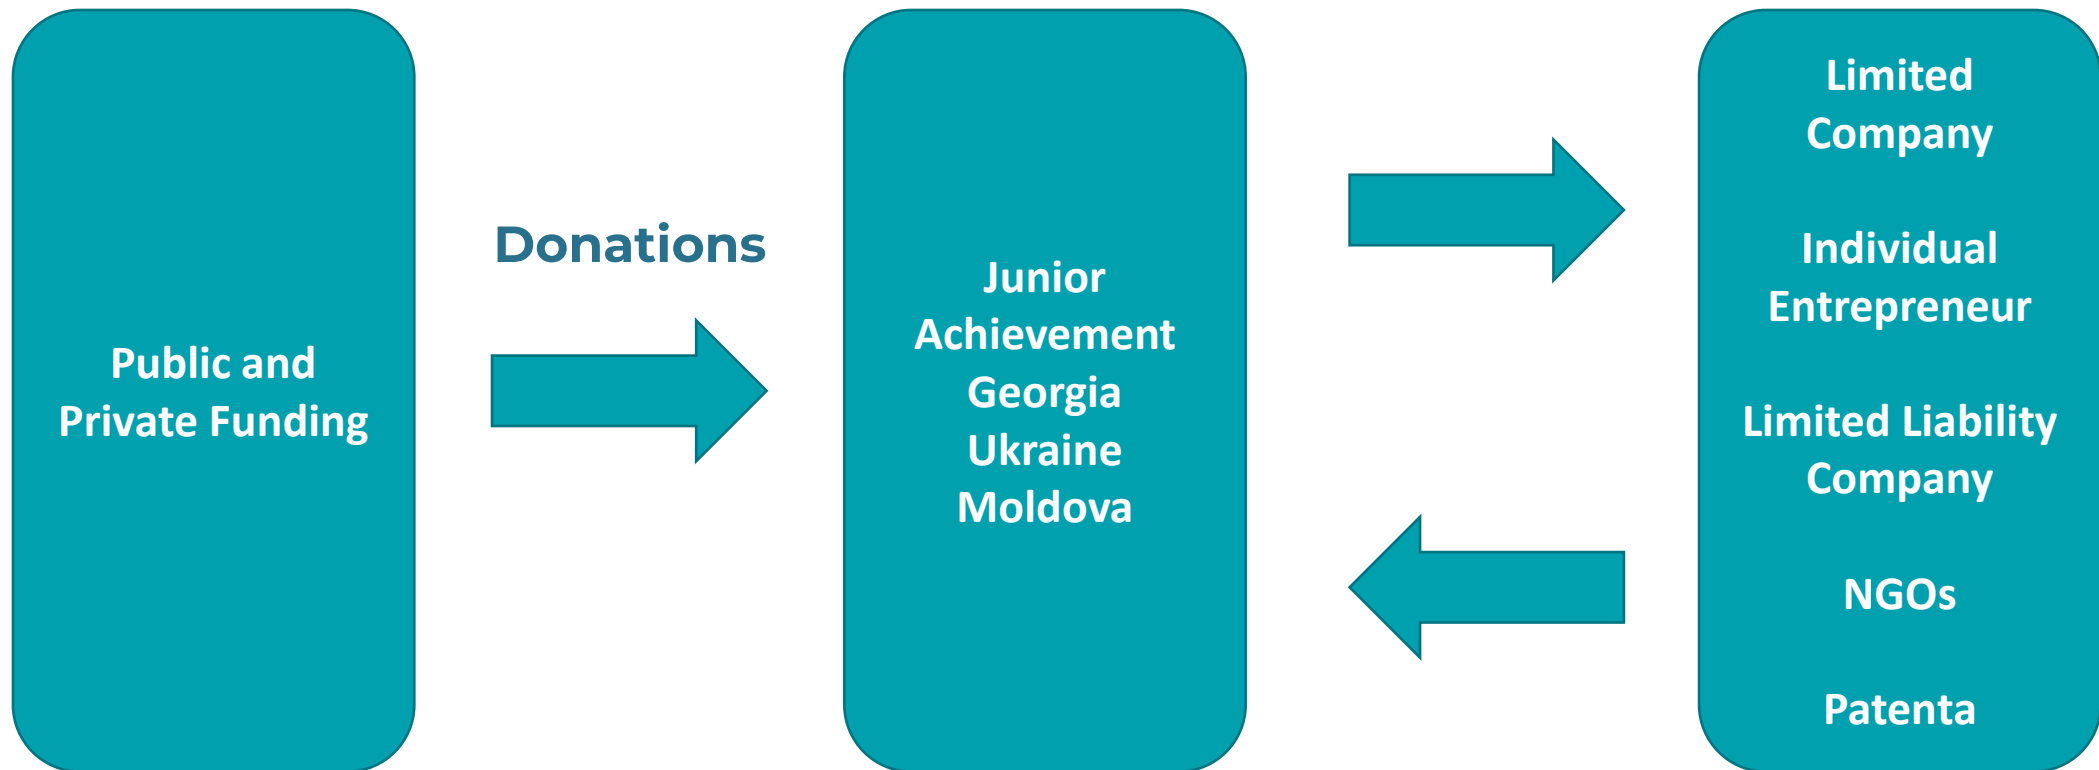 Public and
Private Funding
Donations
Junior
Achievement
Georgia
Ukraine
Moldova
Limited
Company
Individual
Entrepreneur
Limited Liability
Company
NGOs
Patenta